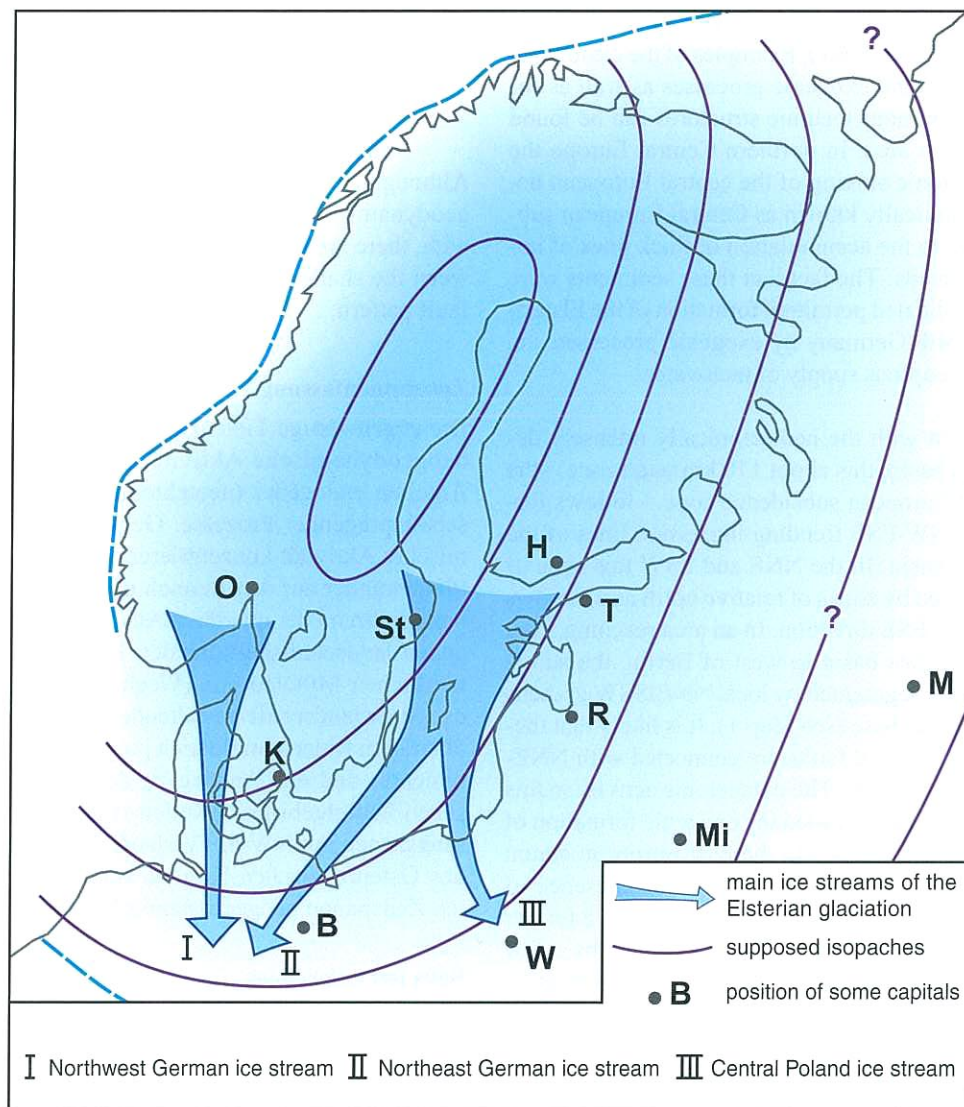 ?
H
O
T
St
?
M
R
K
Mi
main ice streams of the
Elsterian glaciation
III
B
I
W
supposed isopaches
II
B position of some capitals
I Northwest German ice stream II Northeast German ice stream III Central Poland ice stream